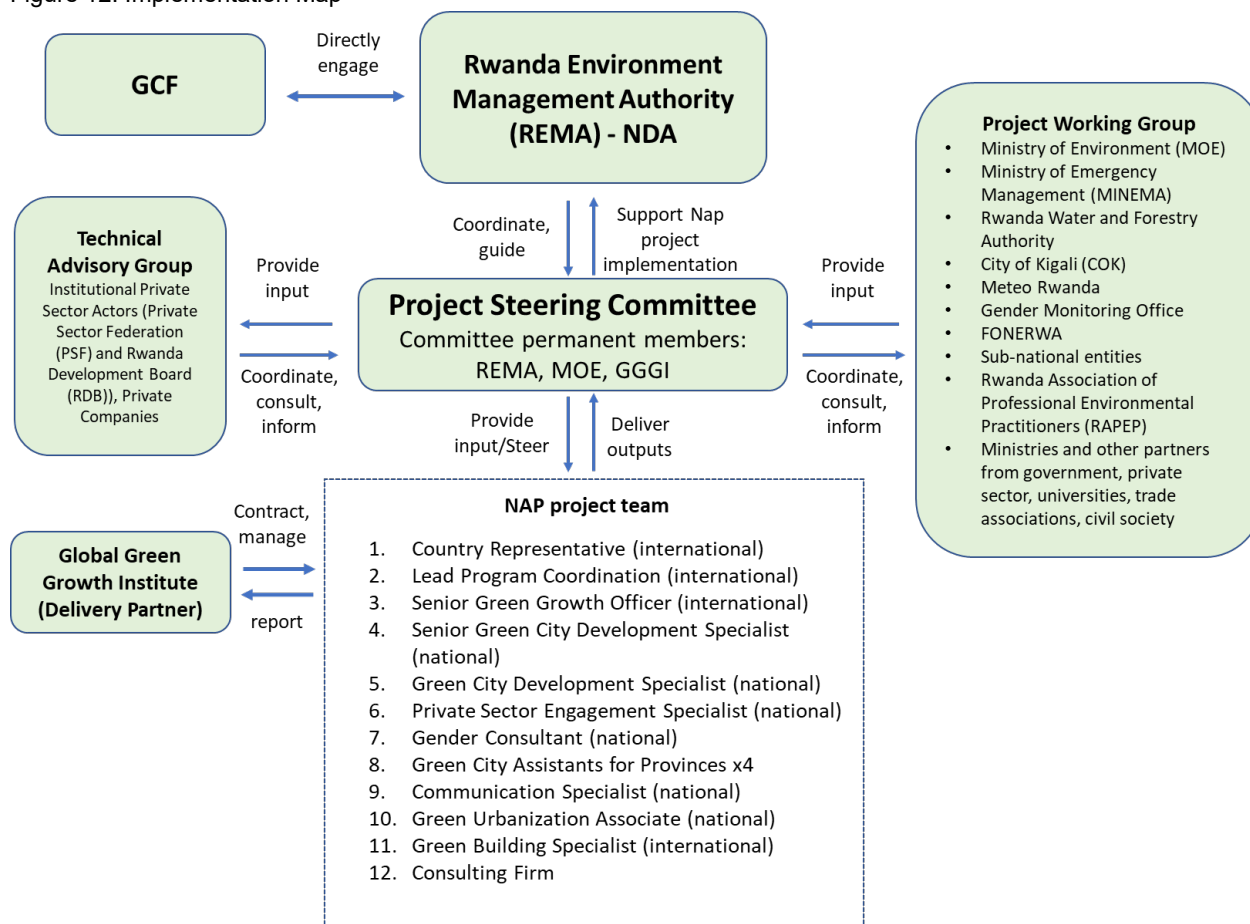 Figure 12. Implementation Map
GCF
Directly
engage
Rwanda Environment
Management Authority
(REMA) - NDA
Project Working Group
• Ministry of Environment (MOE)
• Ministry of Emergency
Management (MINEMA)
• Rwanda Water and Forestry
Authority
• City of Kigali (COK)
• Meteo Rwanda
• Gender Monitoring Office
• FONERWA
• Sub-national entities
• Rwanda Association of
Professional Environmental
Practitioners (RAPEP)
• Ministries and other partners
from government, private
sector, universities, trade
associations, civil society
Coordinate,
guide
Support Nap
project
implementation
Technical
Advisory Group
Institutional Private
Sector Actors (Private
Sector Federation
(PSF) and Rwanda
Development Board
(RDB)), Private
Companies
Provide
input
Coordinate,
consult,
inform
Project Steering Committee
Committee permanent members:
REMA, MOE, GGGI
Provide
input
Coordinate,
consult,
inform
Provide
input/Steer
Deliver
outputs
Global Green
Growth Institute
(Delivery Partner)
Contract,
manage
report
NAP project team
1. Country Representative (international)
2. Lead Program Coordination (international)
3. Senior Green Growth Officer (international)
4. Senior Green City Development Specialist
(national)
5. Green City Development Specialist (national)
6. Private Sector Engagement Specialist (national)
7. Gender Consultant (national)
8. Green City Assistants for Provinces x4
9. Communication Specialist (national)
10. Green Urbanization Associate (national)
11. Green Building Specialist (international)
12. Consulting Firm